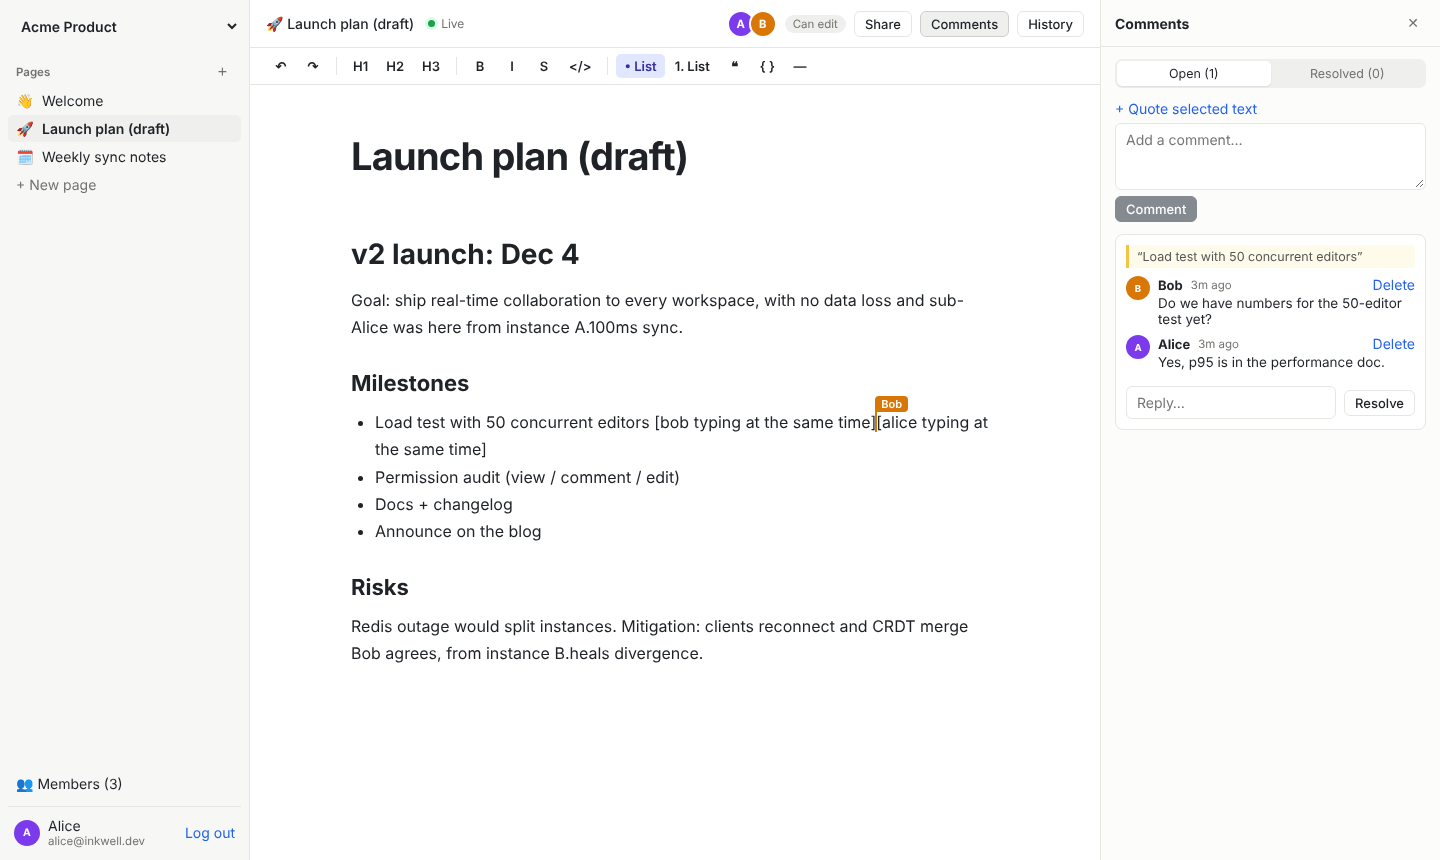 Acme Product
Pages
+
👋 Welcome
🚀 Launch plan (draft)
🗓️ Weekly sync notes
+ New page
👥 Members (3)
A
Alice
alice@inkwell.dev
Log out
🚀 Launch plan (draft)
Live
A
B
Can edit
Share
Comments
History
↶
↷
H1
H2
H3
B
I
S
</>
• List
1. List
❝
{ }
—
Launch plan (draft)
v2 launch: Dec 4
Goal: ship real-time collaboration to every workspace, with no data loss and sub-
Alice was here from instance A.100ms sync.
Milestones
Bob
• Load test with 50 concurrent editors [bob typing at the same time][alice typing at
the same time]
• Permission audit (view / comment / edit)
• Docs + changelog
• Announce on the blog
Risks
Redis outage would split instances. Mitigation: clients reconnect and CRDT merge
Bob agrees, from instance B.heals divergence.
Comments
✕
Open (1)
Resolved (0)
+ Quote selected text
Add a comment…
Comment
“Load test with 50 concurrent editors”
B
Bob 3m ago
Delete
Do we have numbers for the 50-editor
test yet?
A
Alice 3m ago
Delete
Yes, p95 is in the performance doc.
Reply…
Resolve